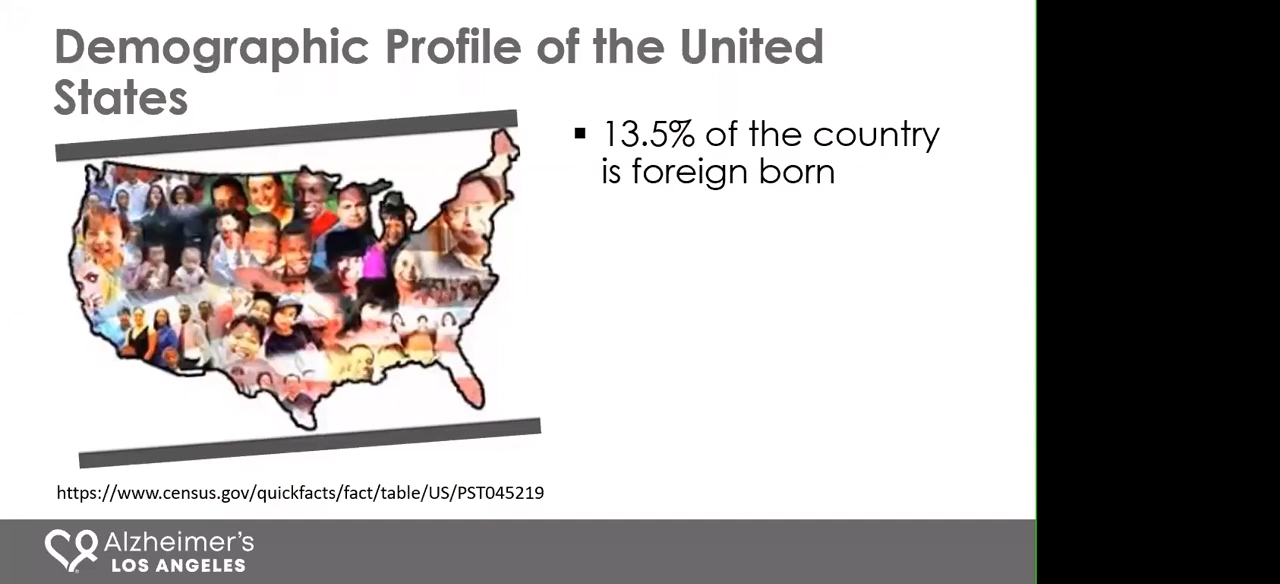 Demographic Profile of the United
States
▪ 13.5% of the country
is foreign born
https://www.census.gov/quickfacts/fact/table/US/PST045219
Alzheimer's
LOS ANGELES